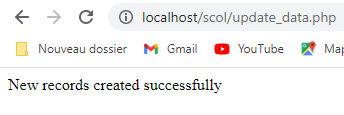 localhost/scol/update_data.php
Nouveau dossier Gmail YouTube Map
New records created successfully